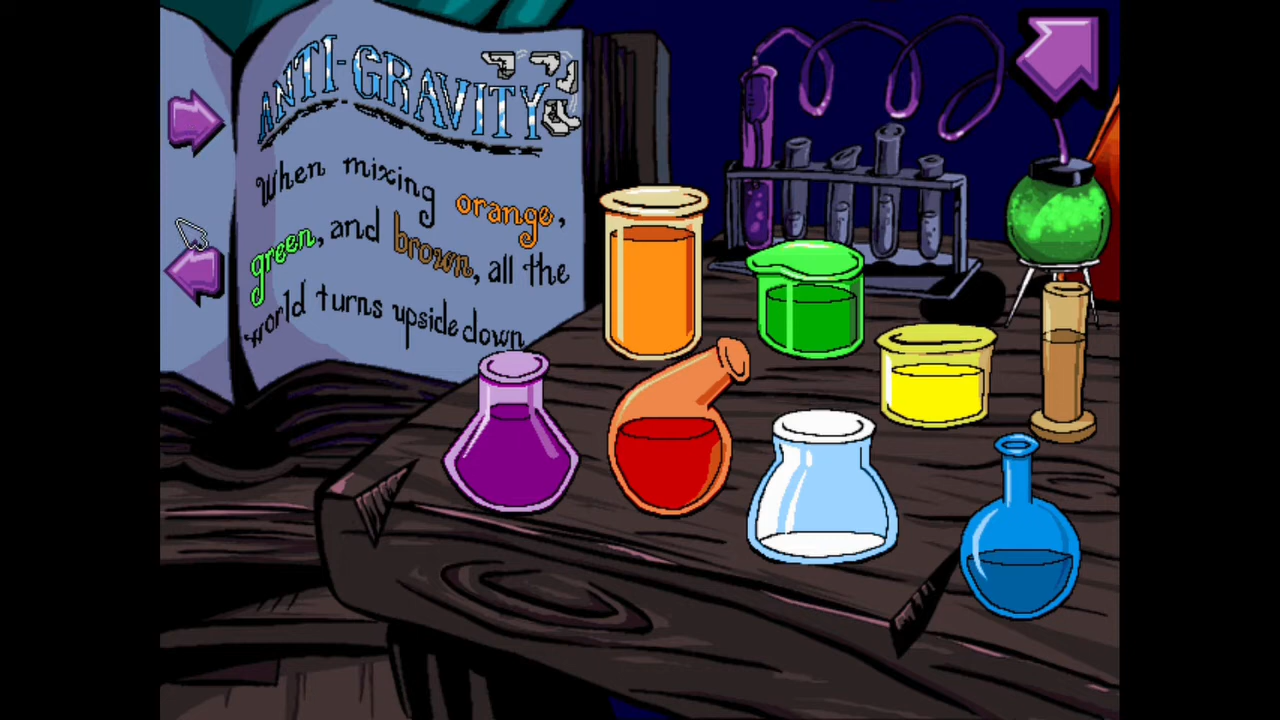 ANTI-GRAVITY
When mixing orange,
green, and brown, all the
world turns upside down